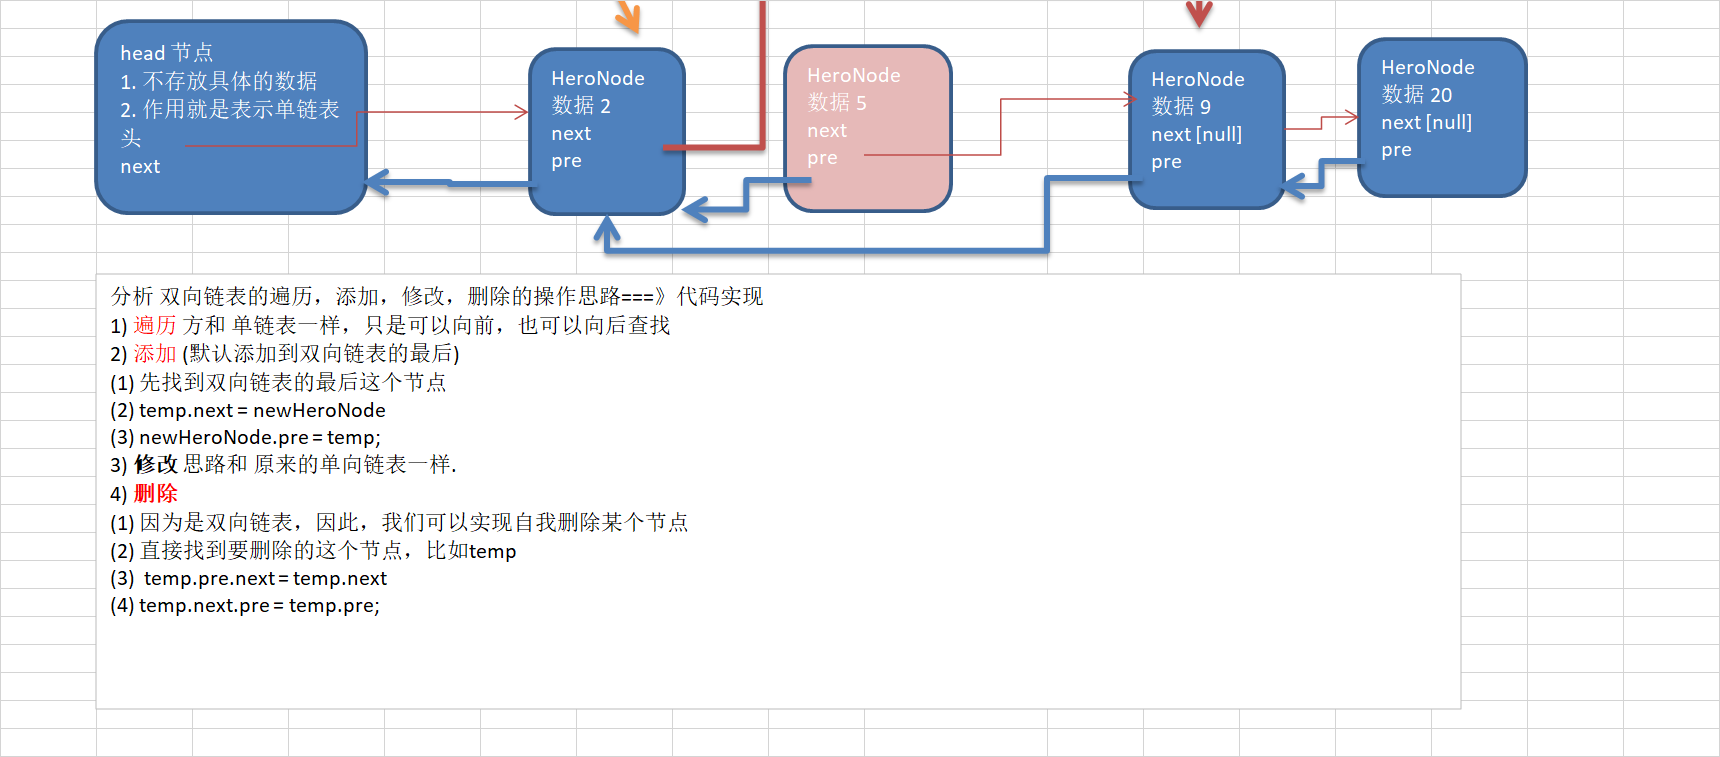 head 节点
1. 不存放具体的数据
2. 作用就是表示单链表
头
next
HeroNode
数据 2
next
pre
HeroNode
数据 5
next
pre
HeroNode
数据 9
next [null]
pre
HeroNode
数据 20
next [null]
pre
分析 双向链表的遍历，添加，修改，删除的操作思路===》代码实现
1) 遍历 方和 单链表一样，只是可以向前，也可以向后查找
2) 添加 (默认添加到双向链表的最后)
(1) 先找到双向链表的最后这个节点
(2) temp.next = newHeroNode
(3) newHeroNode.pre = temp;
3) 修改 思路和 原来的单向链表一样.
4) 删除
(1) 因为是双向链表，因此，我们可以实现自我删除某个节点
(2) 直接找到要删除的这个节点，比如temp
(3)  temp.pre.next = temp.next
(4) temp.next.pre = temp.pre;